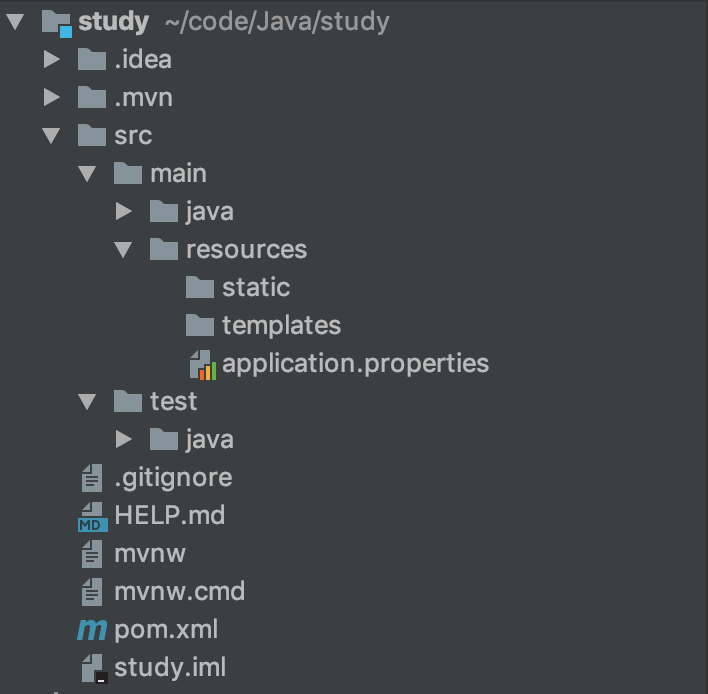 study ~/code/Java/study
.idea
.mvn
src
main
java
resources
static
templates
application.properties
test
java
.gitignore
MD HELP.md
mvnw
mvnw.cmd
m pom.xml
study.iml